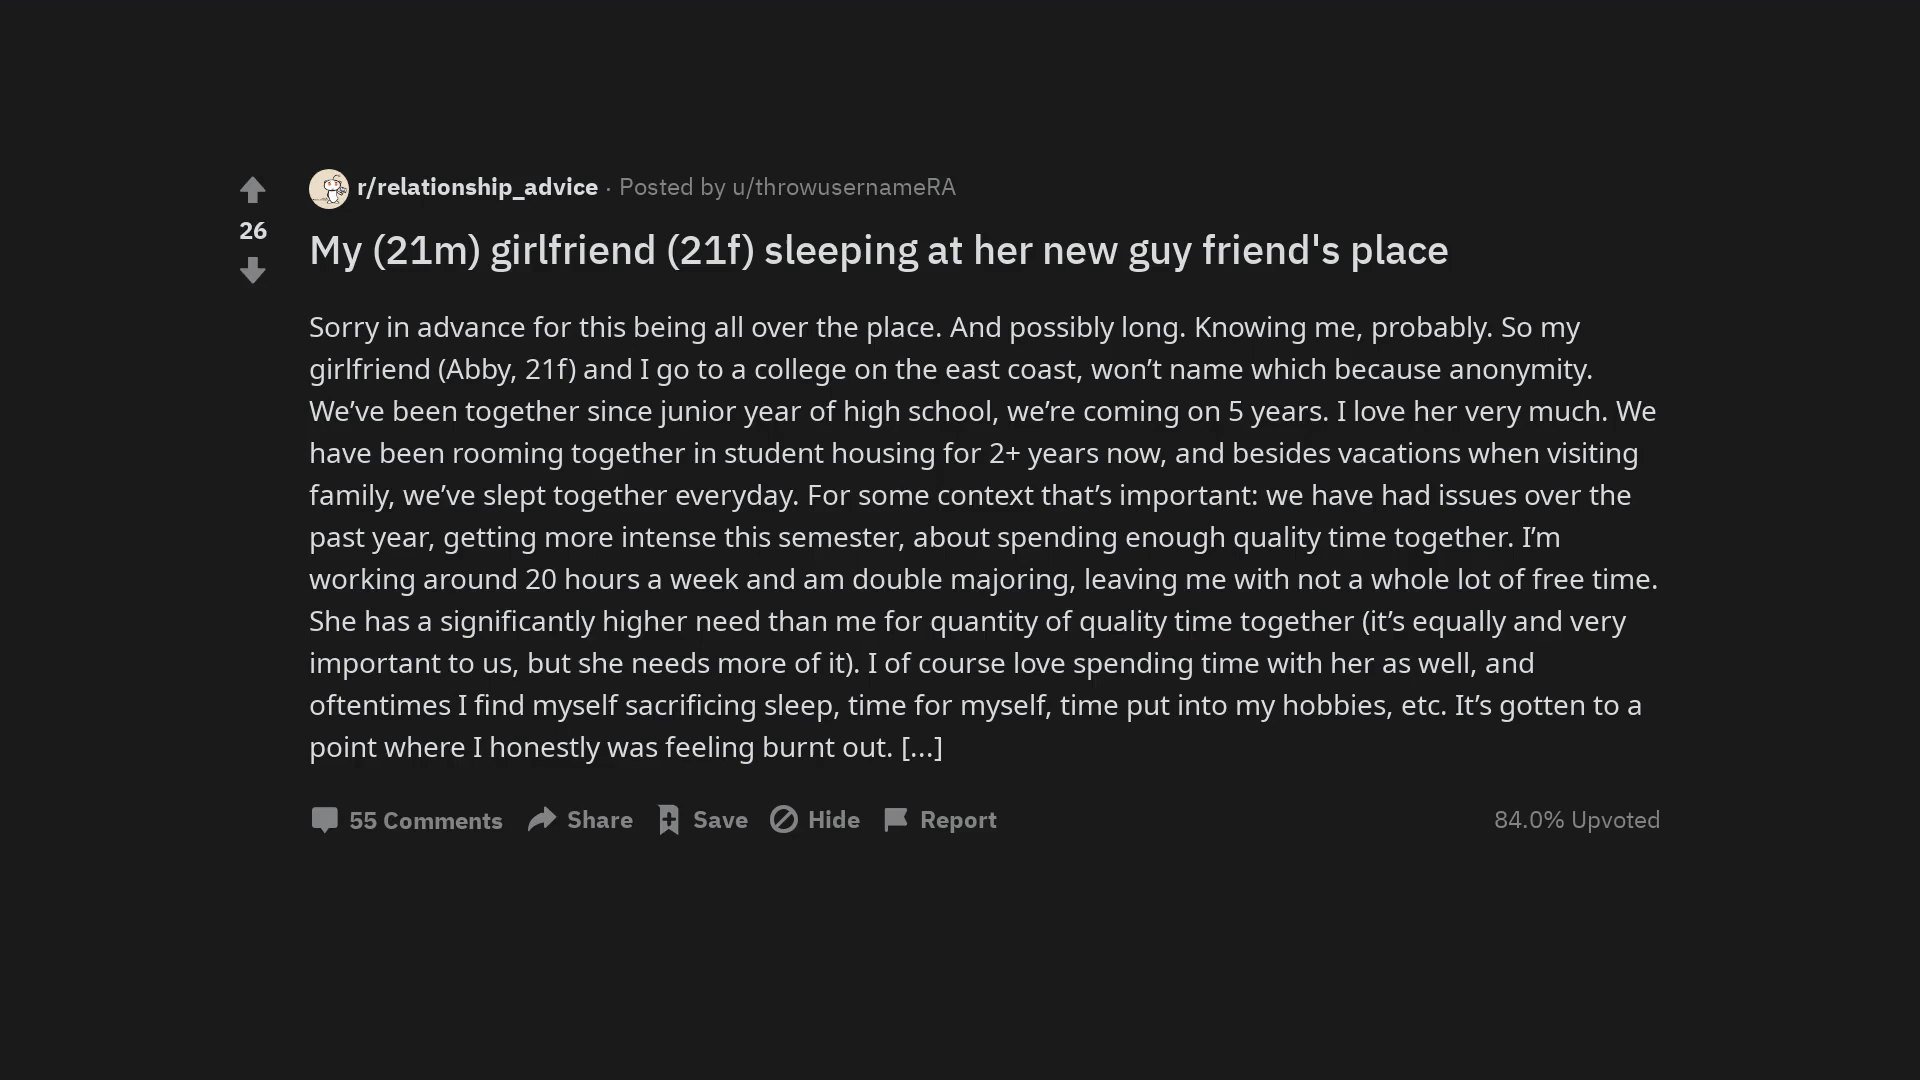 r/relationship_advice · Posted by u/throwusernameRA
26
My (21m) girlfriend (21f) sleeping at her new guy friend's place
Sorry in advance for this being all over the place. And possibly long. Knowing me, probably. So my
girlfriend (Abby, 21f) and I go to a college on the east coast, won’t name which because anonymity.
We’ve been together since junior year of high school, we’re coming on 5 years. I love her very much. We
have been rooming together in student housing for 2+ years now, and besides vacations when visiting
family, we’ve slept together everyday. For some context that’s important: we have had issues over the
past year, getting more intense this semester, about spending enough quality time together. I’m
working around 20 hours a week and am double majoring, leaving me with not a whole lot of free time.
She has a significantly higher need than me for quantity of quality time together (it’s equally and very
important to us, but she needs more of it). I of course love spending time with her as well, and
oftentimes I find myself sacrificing sleep, time for myself, time put into my hobbies, etc. It’s gotten to a
point where I honestly was feeling burnt out. [...]
55 Comments Share Save Hide Report 84.0% Upvoted